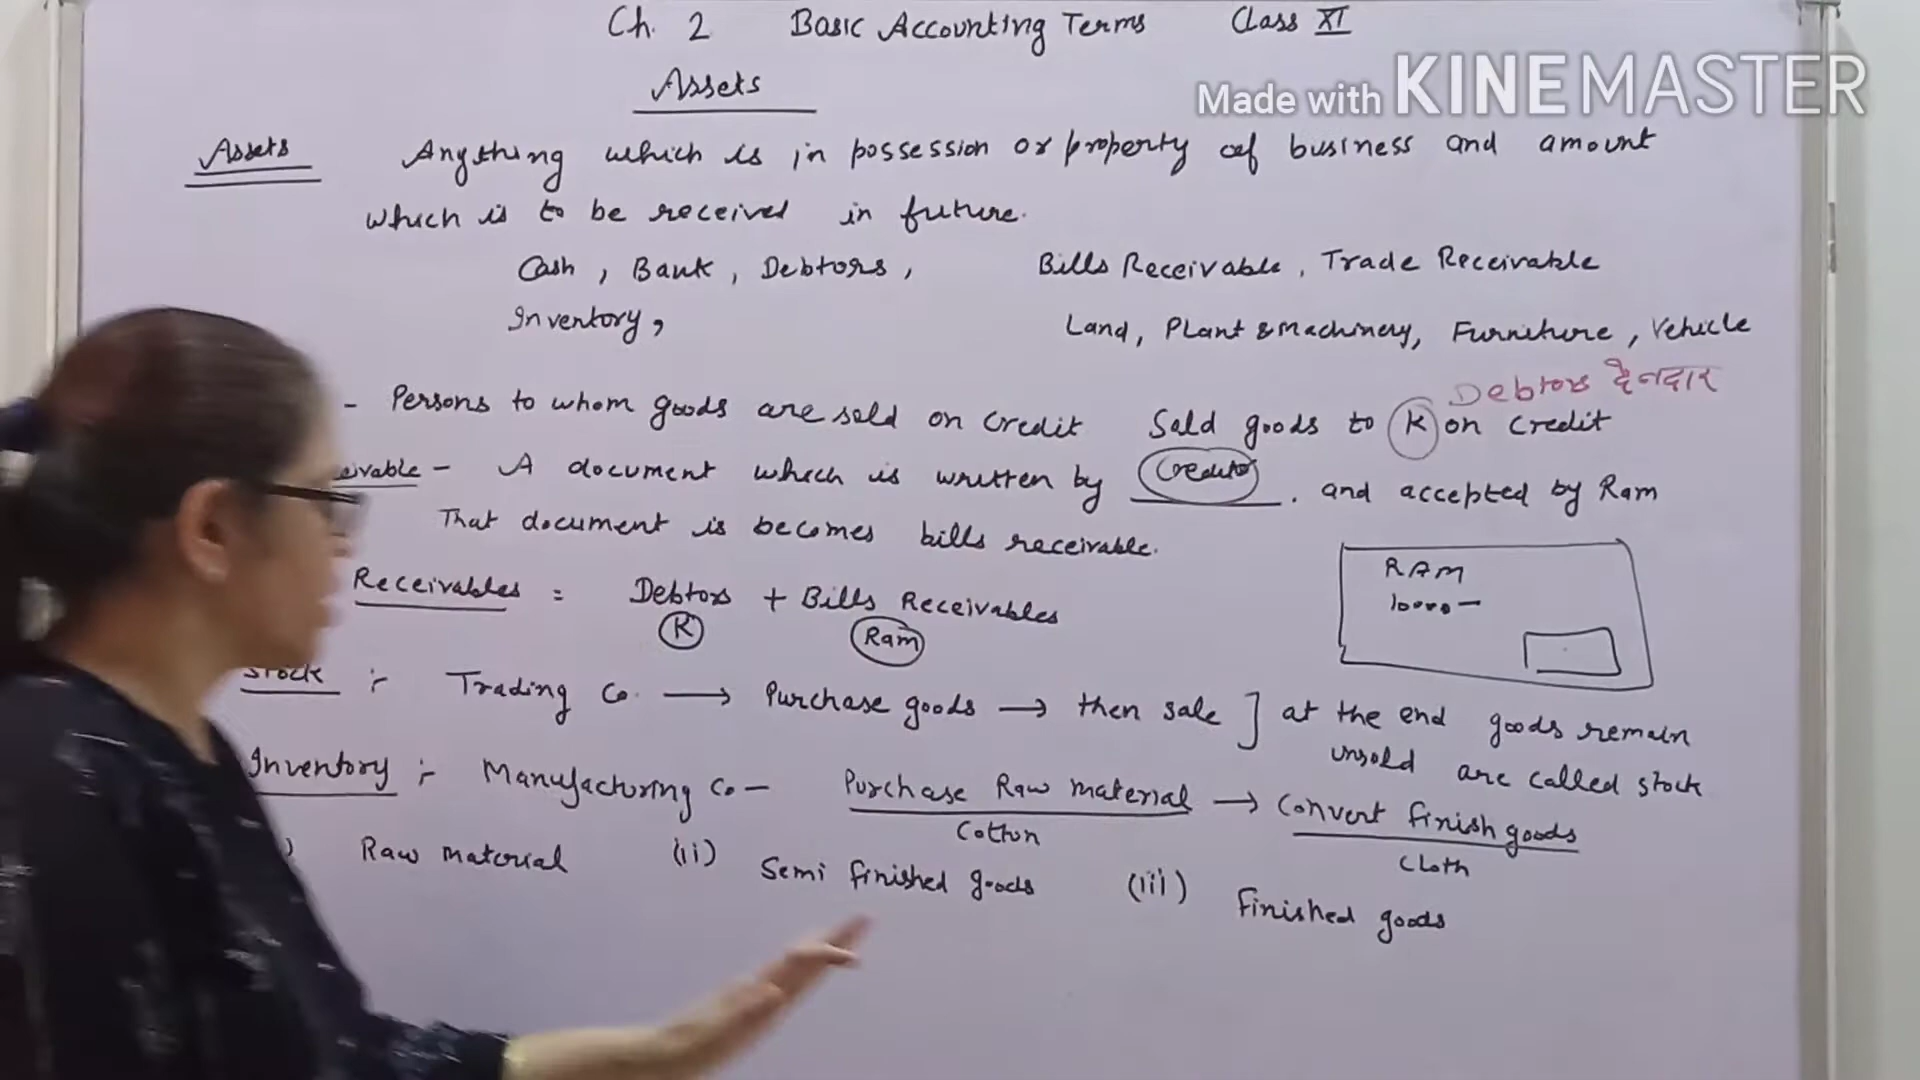 Ch. 2 Basic Accounting Terms Class XI
Made with KINEMASTER
Assets
Assets Anything which is in possession or property of business and amount
which is to be received in future.
Cash, Bank, Debtors, Bills Receivable, Trade Receivable
Inventory, Land, Plant & Machinery, Furniture, Vehicle
Debtors देनदार
- Persons to whom goods are sold on credit Sold goods to K on credit
eivable - A document which is written by Creditor. and accepted by Ram
That document is becomes bills receivable.
RAM
10000 -
Receivables = Debtors + Bills Receivables
K Ram
Stock :- Trading Co. → Purchase goods → then sale ] at the end goods remain
unsold are called stock
Inventory :- Manufacturing Co - Purchase Raw material → Convert finish goods
Cotton Cloth
) Raw material (ii) Semi finished goods (iii) Finished goods